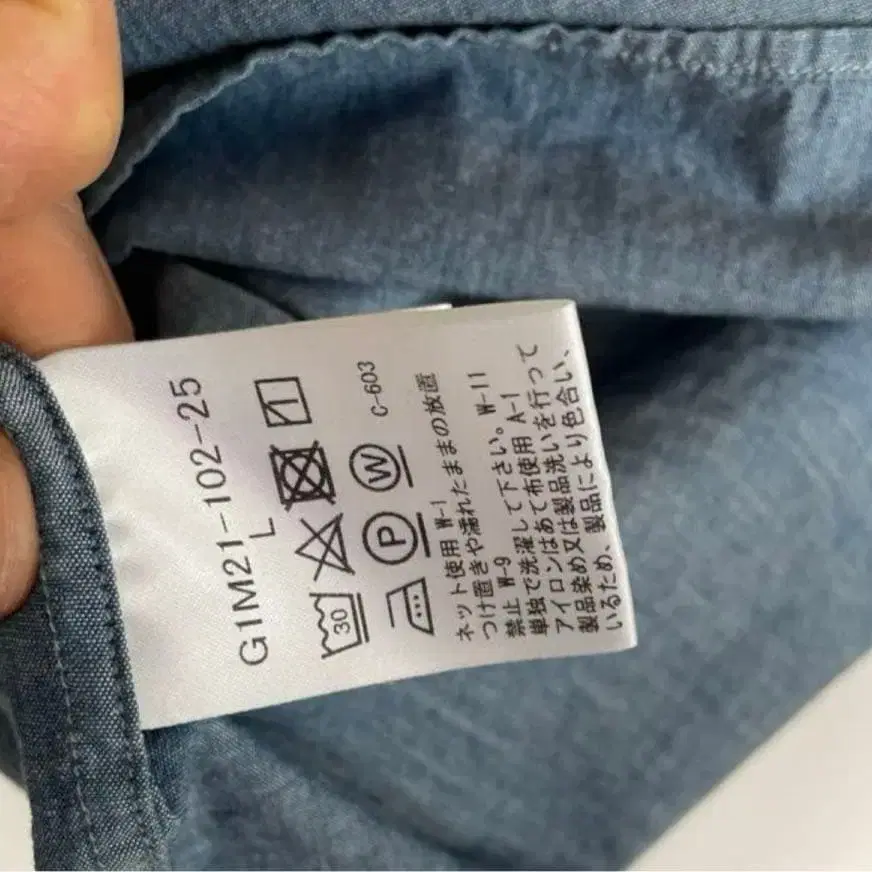 G1M21-102-25
L
30
P W C-603
ネット使用 W-1
つけ置きや濡れたままの放置
禁止 W-9
単独で洗濯して下さい。W-11
アイロンはあて布使用 A-1
製品染め又は製品洗いを行って
いるため、製品により色合い、